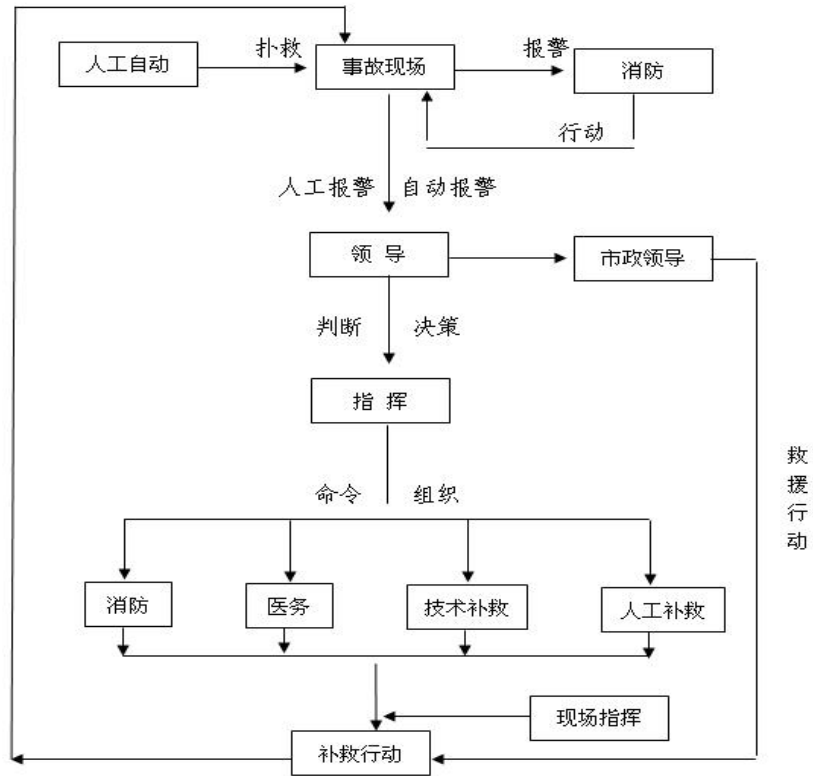 人工自动
扑救
事故现场
报警
消防
行动
人工报警 自动报警
领 导
市政领导
判断 决策
指 挥
救援行动
命令 组织
消防
医务
技术补救
人工补救
现场指挥
补救行动